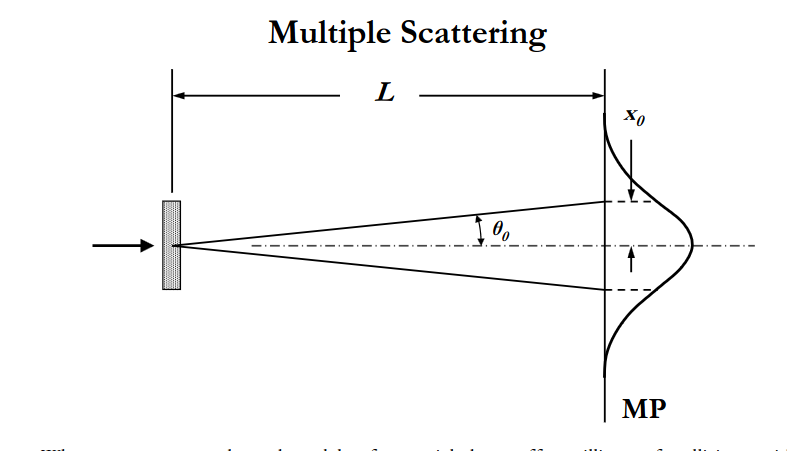 Multiple Scattering
L
x0
θ0
MP